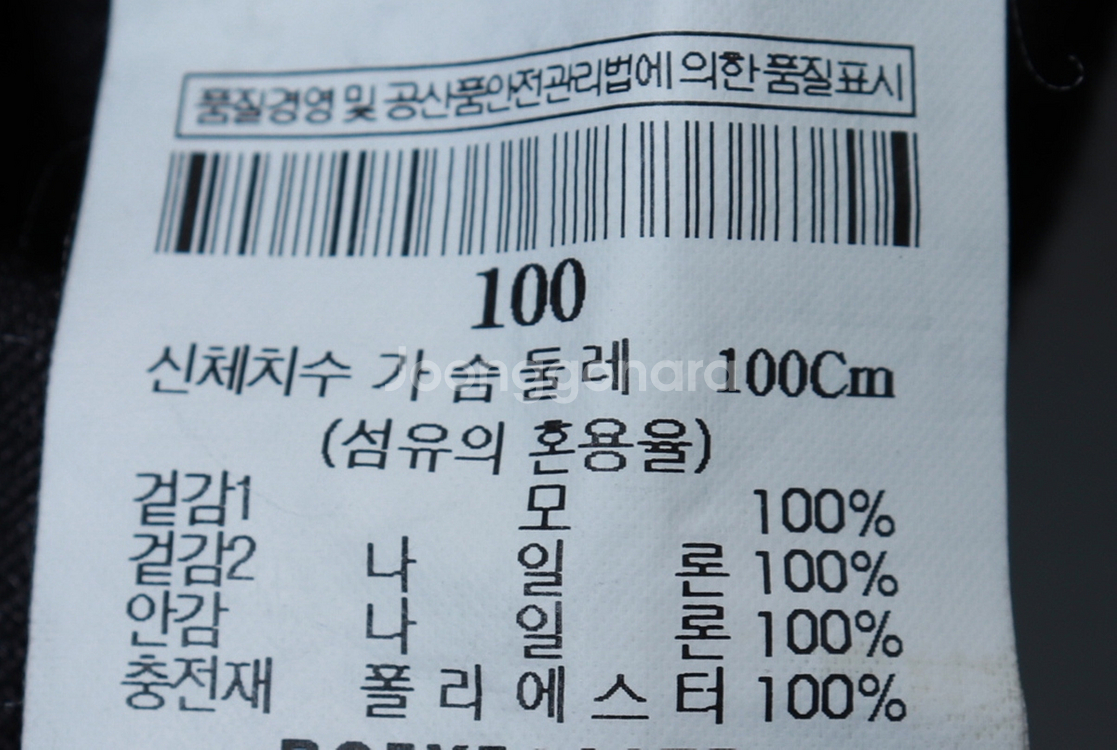 품질경영 및 공산품안전관리법에 의한 품질표시
100
신체치수 가슴둘레 100Cm
Joonggonara
(섬유의 혼용율)
겉감1 모 100%
겉감2 나 일 론 100%
안감 나 일 론 100%
충전재 폴 리 에 스 터 100%